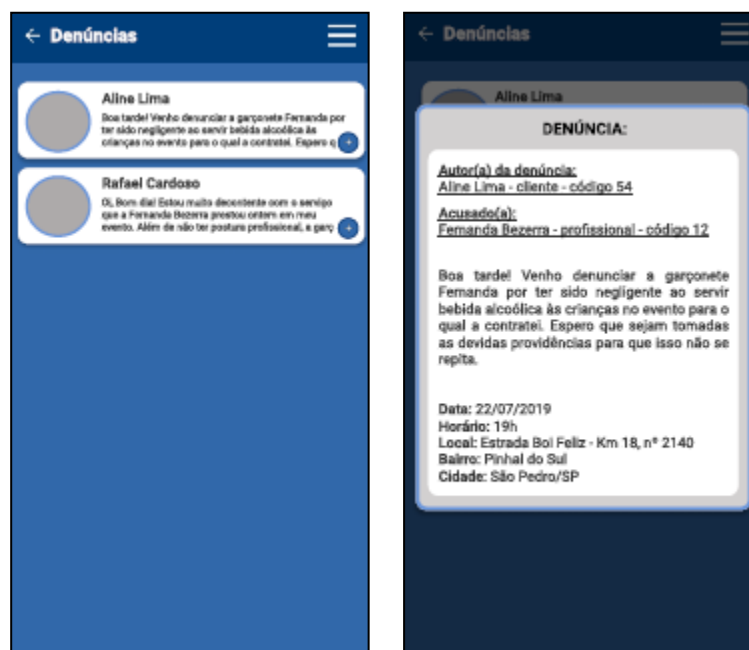 ← Denúncias
Aline Lima
Boa tarde! Venho denunciar a garçonete Fernanda por
ter sido negligente ao servir bebida alcoólica às
crianças no evento para o qual a contratei. Espero q
+
Rafael Cardoso
Oi, Bom dia! Estou muito decontente com o serviço
que a Fernanda Bezerra prestou ontem em meu
evento. Além de não ter postura profissional, a garç
+
← Denúncias
Aline Lima
DENÚNCIA:
Autor(a) da denúncia:
Aline Lima - cliente - código 54
Acusado(a):
Fernanda Bezerra - profissional - código 12
Boa tarde! Venho denunciar a garçonete
Fernanda por ter sido negligente ao servir
bebida alcoólica às crianças no evento para o
qual a contratei. Espero que sejam tomadas
as devidas providências para que isso não se
repita.
Data: 22/07/2019
Horário: 19h
Local: Estrada Boi Feliz - Km 18, nº 2140
Bairro: Pinhal do Sul
Cidade: São Pedro/SP